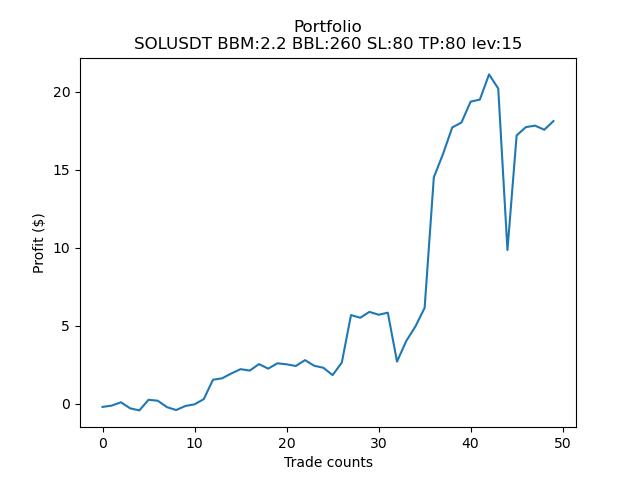 Portfolio
SOLUSDT BBM:2.2 BBL:260 SL:80 TP:80 lev:15
20
15
10
5
0
Profit ($)
0 10 20 30 40 50
Trade counts